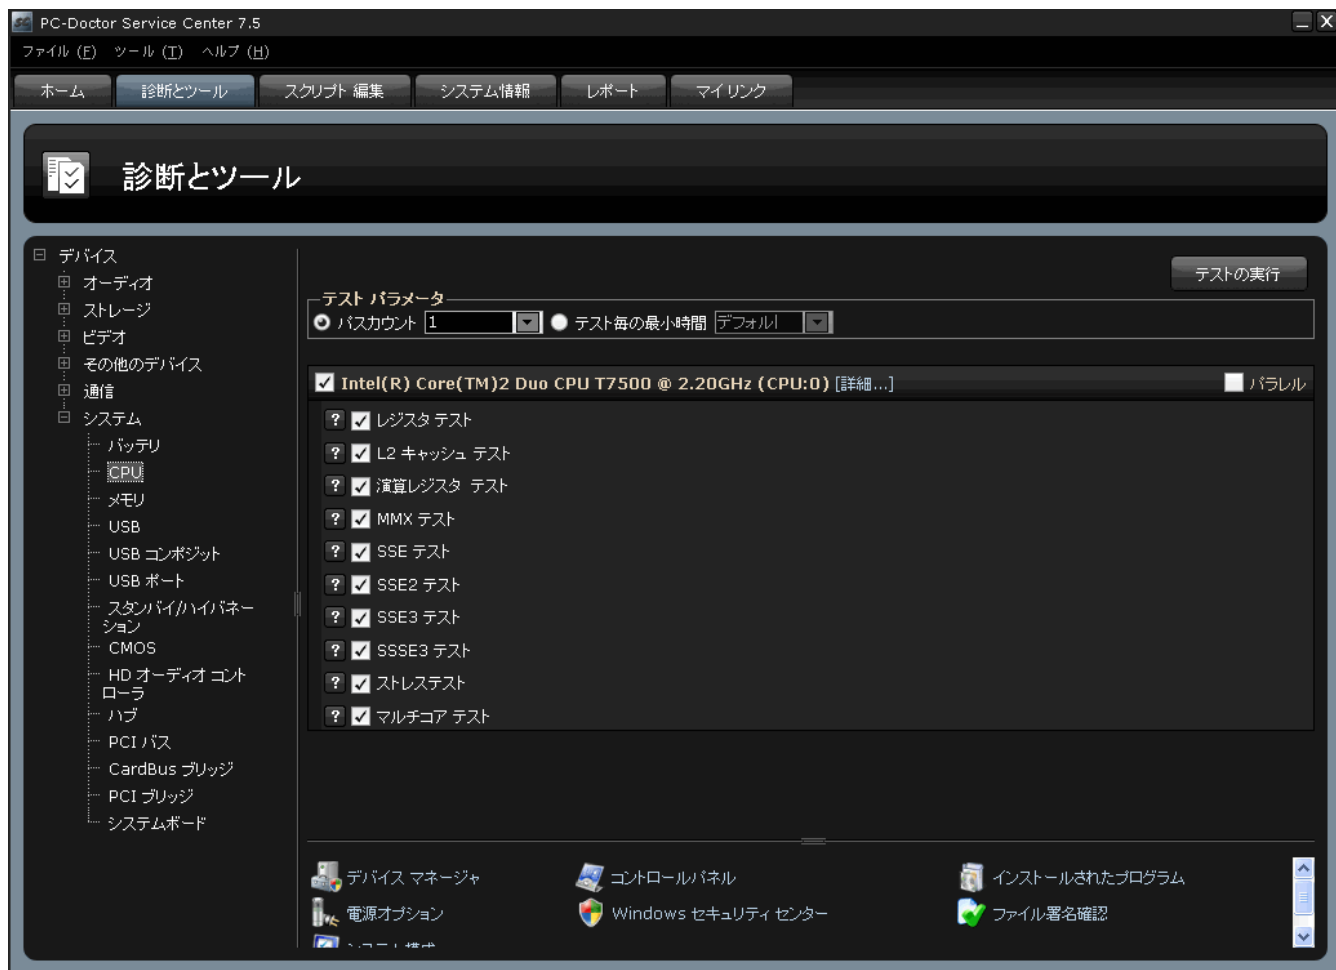 PC-Doctor Service Center 7.5
ファイル (F) ツール (T) ヘルプ (H)
ホーム 診断とツール スクリプト 編集 システム情報 レポート マイ リンク
診断とツール
デバイス
オーディオ
ストレージ
ビデオ
その他のデバイス
通信
システム
バッテリ
CPU
メモリ
USB
USB コンポジット
USB ポート
スタンバイ/ハイバネー
ション
CMOS
HD オーディオ コント
ローラ
ハブ
PCI バス
CardBus ブリッジ
PCI ブリッジ
システムボード
テストの実行
テスト パラメータ
パスカウント 1 テスト毎の最小時間 デフォル
Intel(R) Core(TM)2 Duo CPU T7500 @ 2.20GHz (CPU:0) [詳細...] パラレル
? レジスタ テスト
? L2 キャッシュ テスト
? 演算レジスタ テスト
? MMX テスト
? SSE テスト
? SSE2 テスト
? SSE3 テスト
? SSSE3 テスト
? ストレステスト
? マルチコア テスト
デバイス マネージャ コントロールパネル インストールされたプログラム
電源オプション Windows セキュリティ センター ファイル署名確認
システム構成